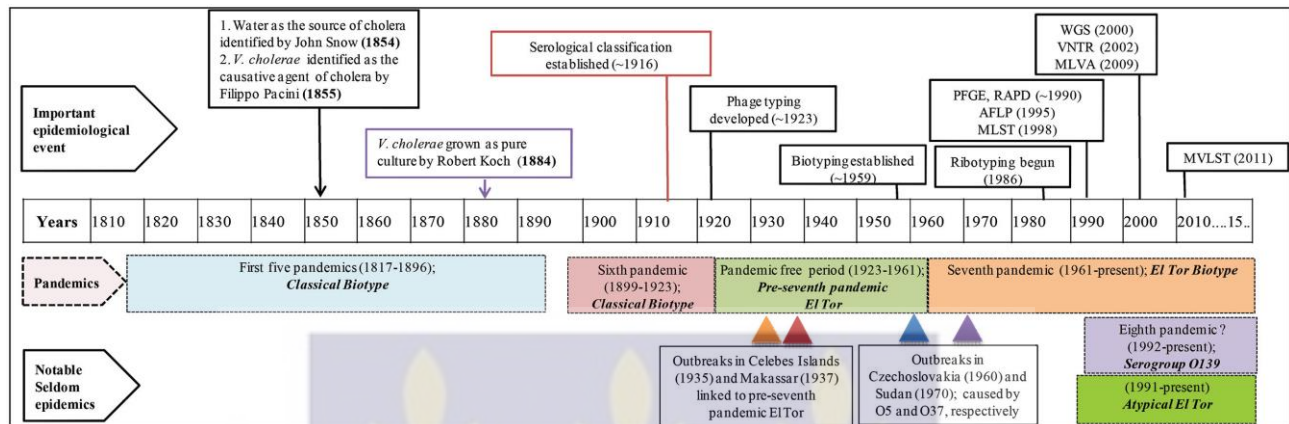 1. Water as the source of cholera
identified by John Snow (1854)
2. V. cholerae identified as the
causative agent of cholera by
Filippo Pacini (1855)
Serological classification
established (~1916)
WGS (2000)
VNTR (2002)
MLVA (2009)
Important
epidemiological
event
V. cholerae grown as pure
culture by Robert Koch (1884)
Phage typing
developed (~1923)
Biotyping established
(~1959)
PFGE, RAPD (~1990)
AFLP (1995)
MLST (1998)
Ribotyping begun
(1986)
MVLST (2011)
Years 1810 1820 1830 1840 1850 1860 1870 1880 1890 1900 1910 1920 1930 1940 1950 1960 1970 1980 1990 2000 2010....15..
Pandemics
First five pandemics (1817-1896);
Classical Biotype
Sixth pandemic
(1899-1923);
Classical Biotype
Pandemic free period (1923-1961);
Pre-seventh pandemic
El Tor
Seventh pandemic (1961-present); El Tor Biotype
Notable
Seldom
epidemics
Outbreaks in Celebes Islands
(1935) and Makassar (1937)
linked to pre-seventh
pandemic El Tor
Outbreaks in
Czechoslovakia (1960) and
Sudan (1970); caused by
O5 and O37, respectively
Eighth pandemic ?
(1992-present);
Serogroup O139
(1991-present)
Atypical El Tor